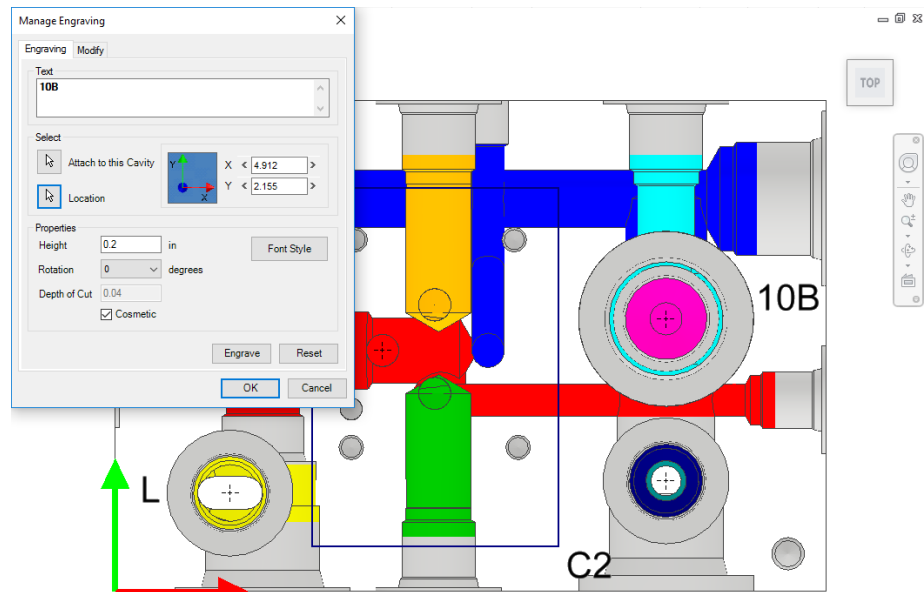 Manage Engraving
Engraving Modify
Text
10B
Select
Attach to this Cavity
Location
Y
X
X < 4.912 >
Y < 2.155 >
Properties
Height 0.2 in
Font Style
Rotation 0 degrees
Depth of Cut 0.04
Cosmetic
Engrave Reset
OK Cancel
TOP
10B
L
C2